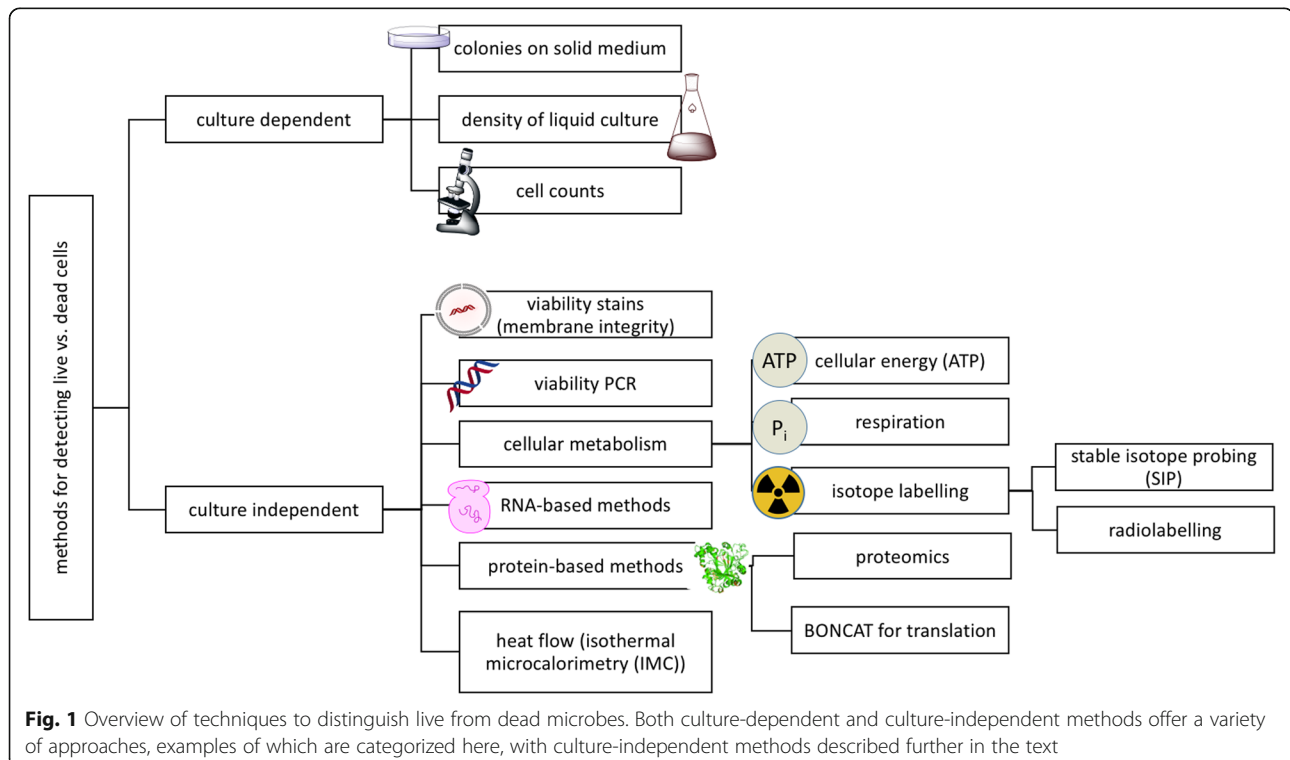 methods for detecting live vs. dead cells
culture dependent
colonies on solid medium
density of liquid culture
cell counts
culture independent
viability stains
(membrane integrity)
viability PCR
cellular metabolism
ATP
cellular energy (ATP)
Pi
respiration
isotope labelling
stable isotope probing
(SIP)
radiolabelling
RNA-based methods
protein-based methods
proteomics
BONCAT for translation
heat flow (isothermal
microcalorimetry (IMC))
Fig. 1 Overview of techniques to distinguish live from dead microbes. Both culture-dependent and culture-independent methods offer a variety
of approaches, examples of which are categorized here, with culture-independent methods described further in the text